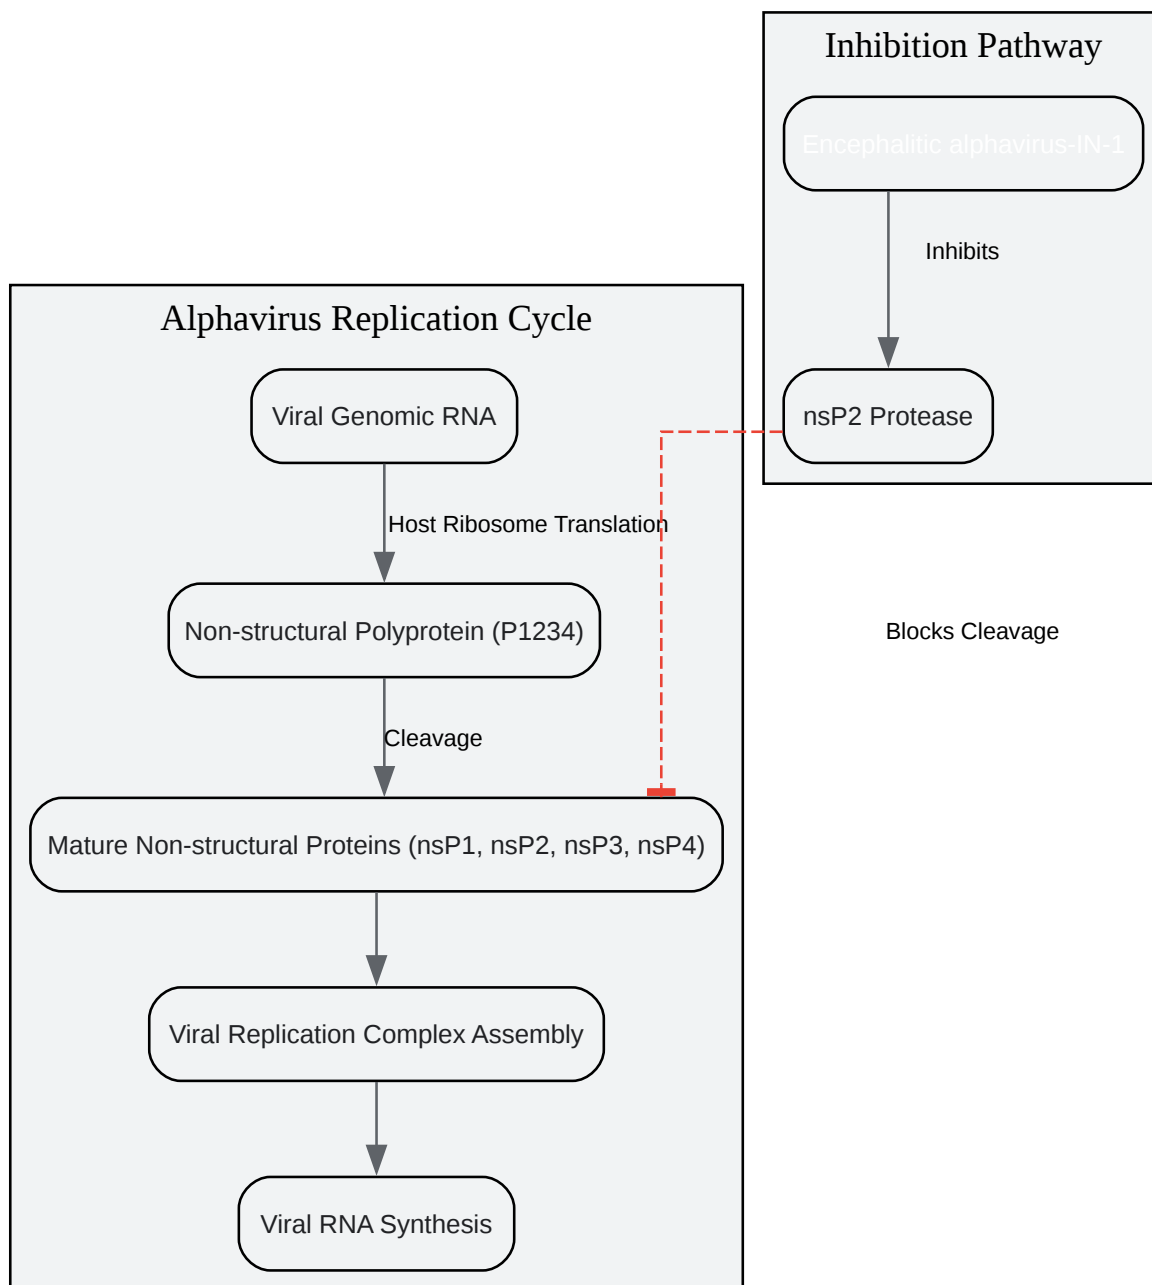 Inhibition Pathway
Encephalitic alphavirus-IN-1
Inhibits
nsP2 Protease
Alphavirus Replication Cycle
Viral Genomic RNA
Host Ribosome Translation
Non-structural Polyprotein (P1234)
Blocks Cleavage
Cleavage
Mature Non-structural Proteins (nsP1, nsP2, nsP3, nsP4)
Viral Replication Complex Assembly
Viral RNA Synthesis